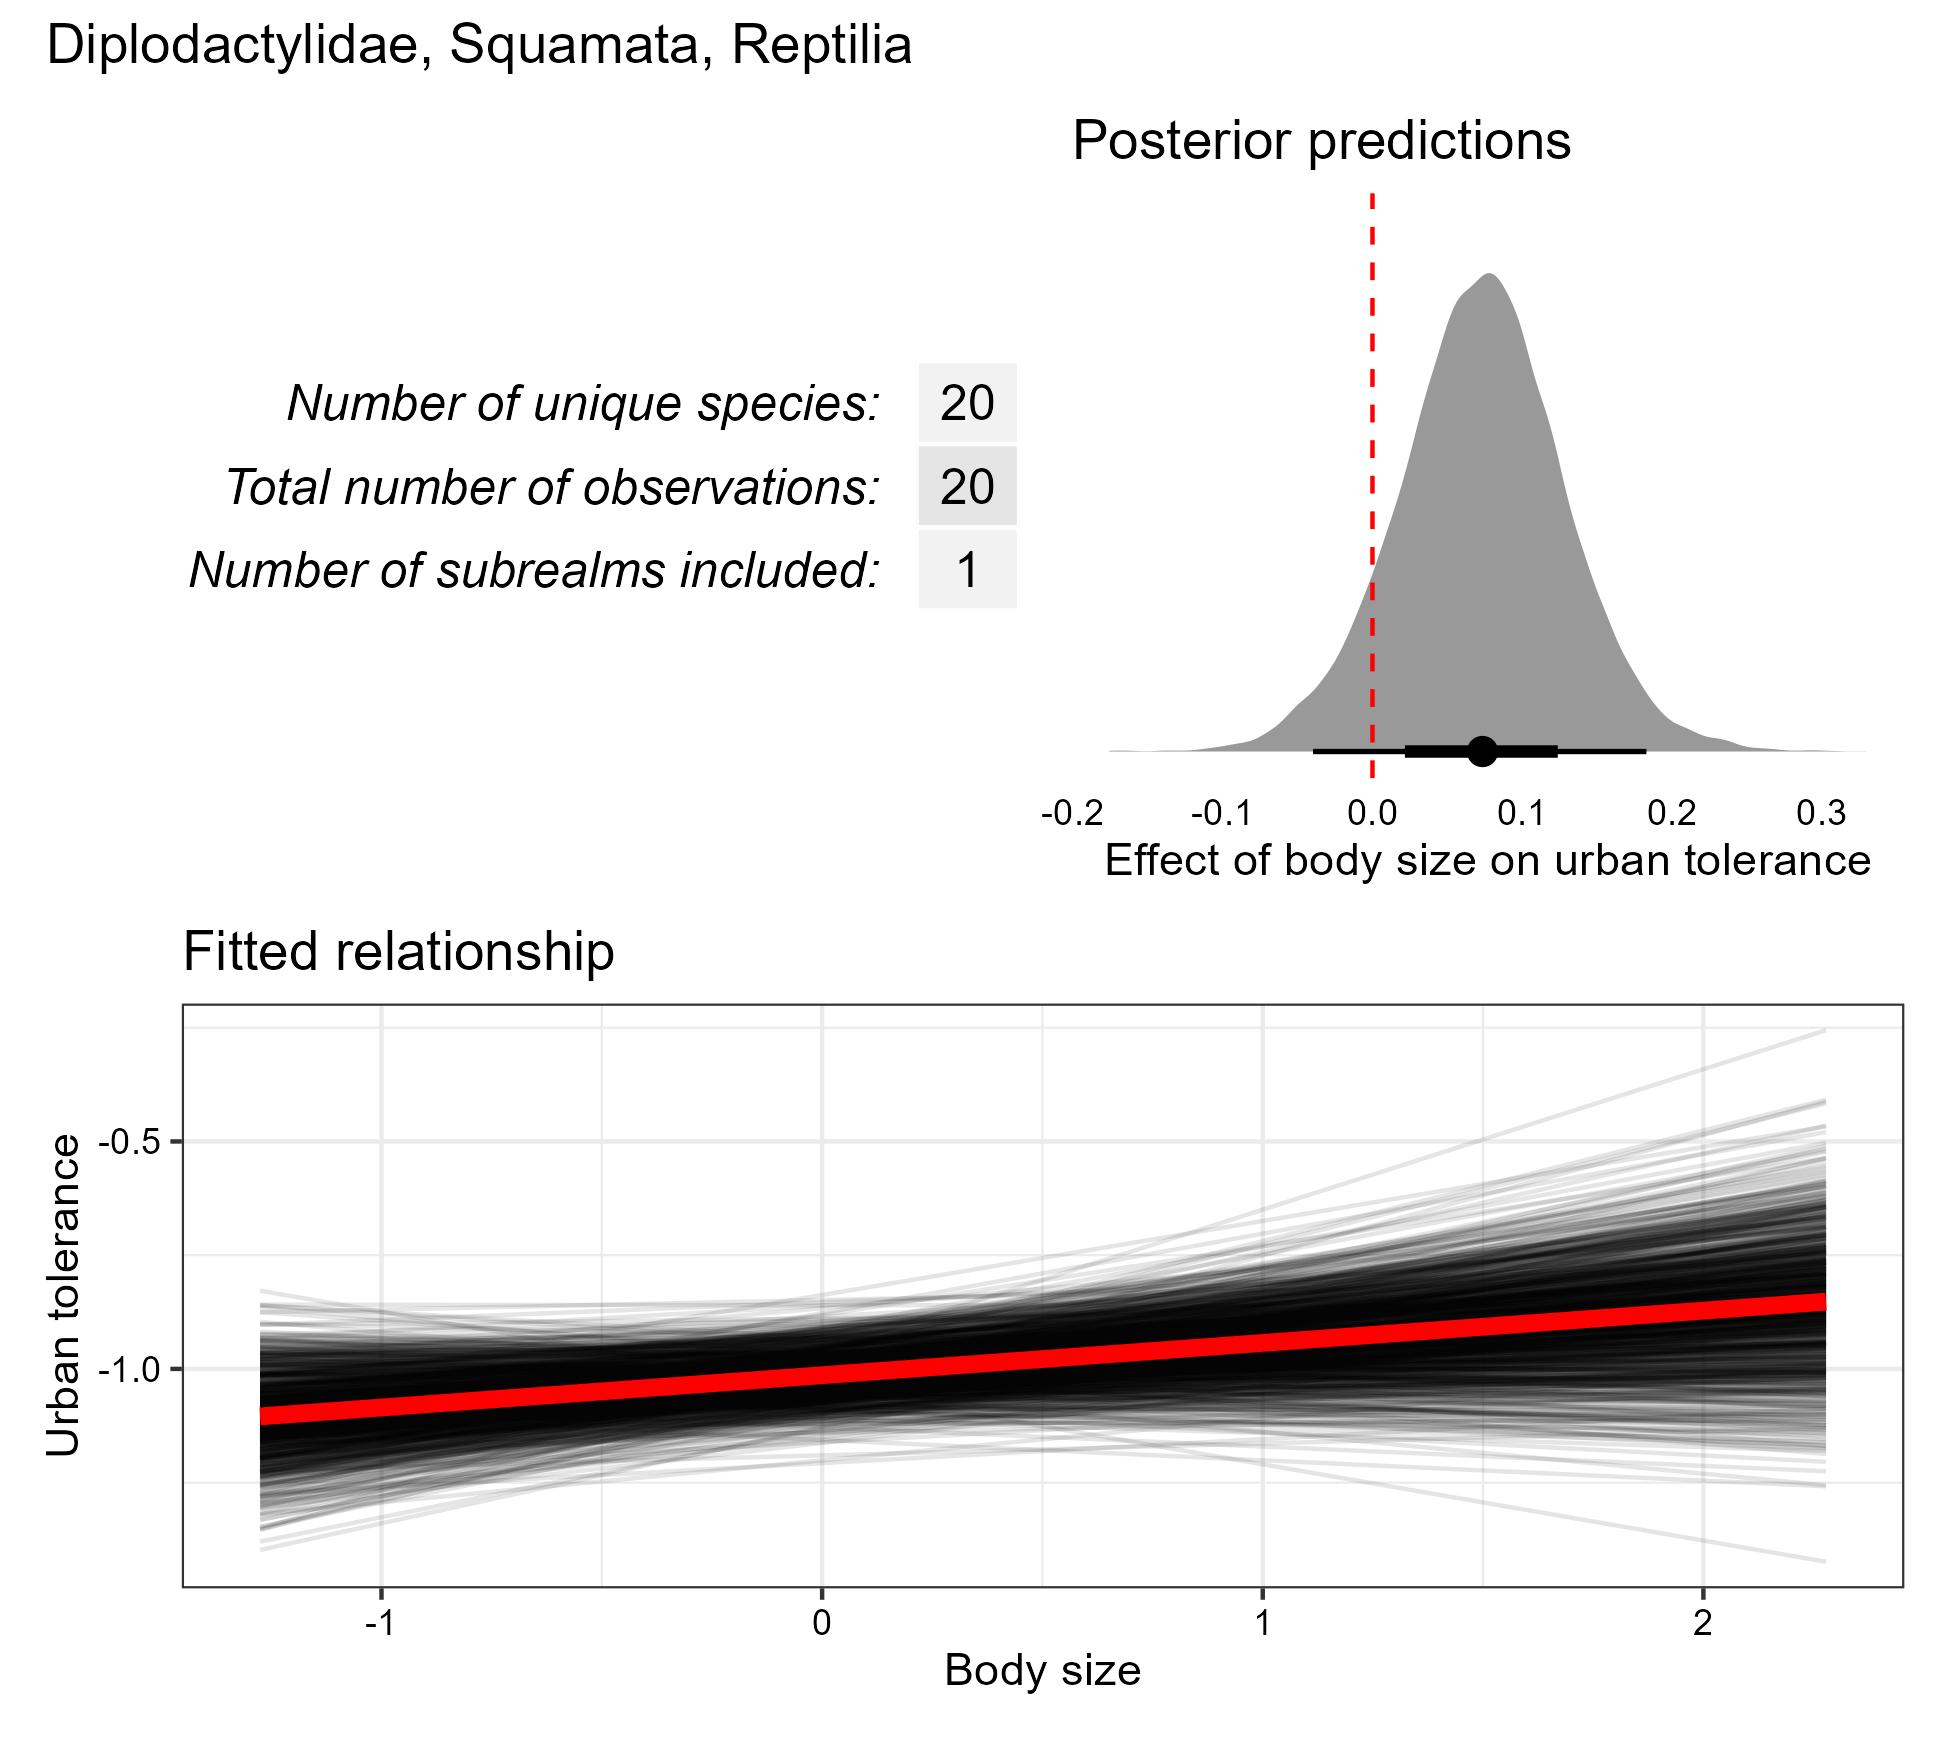 Diplodactylidae, Squamata, Reptilia
Posterior predictions
Number of unique species: 20
Total number of observations: 20
Number of subrealms included: 1
-0.2 -0.1 0.0 0.1 0.2 0.3
Effect of body size on urban tolerance
Fitted relationship
Urban tolerance
-0.5
-1.0
-1 0 1 2
Body size